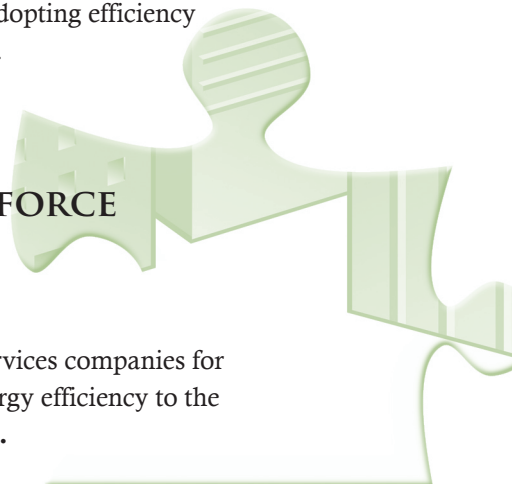 dopting efficiency
.
FORCE
rvices companies for
rgy efficiency to the
.